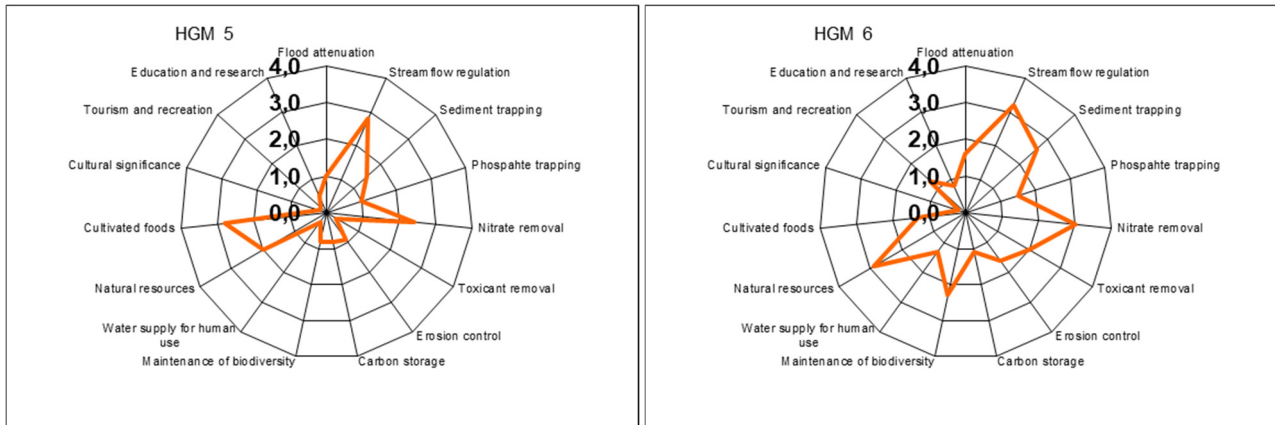 HGM 5
Flood attenuation
4,0
Education and research
Streamflow regulation
3,0
Tourism and recreation
Sediment trapping
2,0
Cultural significance
Phospahte trapping
1,0
0,0
Cultivated foods
Nitrate removal
Natural resources
Toxicant removal
Water supply for human
use
Erosion control
Maintenance of biodiversity
Carbon storage
HGM 6
Flood attenuation
4,0
Education and research
Streamflow regulation
3,0
Tourism and recreation
Sediment trapping
2,0
Cultural significance
Phospahte trapping
1,0
0,0
Cultivated foods
Nitrate removal
Natural resources
Toxicant removal
Water supply for human
use
Erosion control
Maintenance of biodiversity
Carbon storage